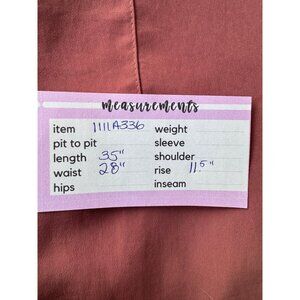 measurements
item 1111A336 weight
pit to pit sleeve
length 35" shoulder
waist 28" rise 11.5"
hips inseam